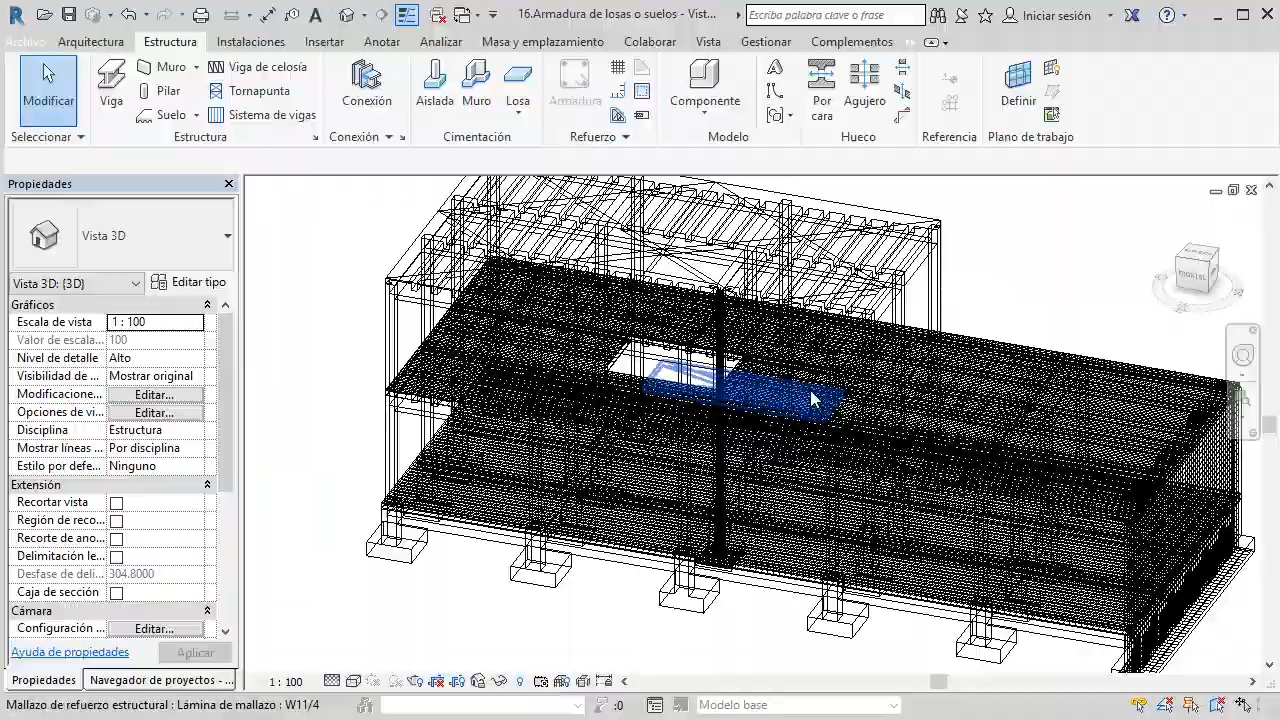 16.Armadura de losas o suelos - Vist...
Escriba palabra clave o frase
Iniciar sesión
Archivo Arquitectura Estructura Instalaciones Insertar Anotar Analizar Masa y emplazamiento Colaborar Vista Gestionar Complementos
Modificar
Viga
Muro
Pilar
Suelo
Viga de celosía
Tornapunta
Sistema de vigas
Conexión
Aislada
Muro
Losa
Armadura
Componente
Por cara
Agujero
Definir
Seleccionar Estructura Conexión Cimentación Refuerzo Modelo Hueco Referencia Plano de trabajo
Propiedades
Vista 3D
Vista 3D: {3D} Editar tipo
Gráficos
Escala de vista 1 : 100
Valor de escala... 100
Nivel de detalle Alto
Visibilidad de ... Mostrar original
Modificacione... Editar...
Opciones de vi... Editar...
Disciplina Estructura
Mostrar líneas ... Por disciplina
Estilo por defe... Ninguno
Extensión
Recortar vista
Región de reco...
Recorte de ano...
Delimitación le...
Desfase de deli... 304.8000
Caja de sección
Cámara
Configuración ... Editar...
Ayuda de propiedades Aplicar
Propiedades Navegador de proyectos - ...
1 : 100
Mallazo de refuerzo estructural : Lámina de mallazo : W11/4
:0
Modelo base